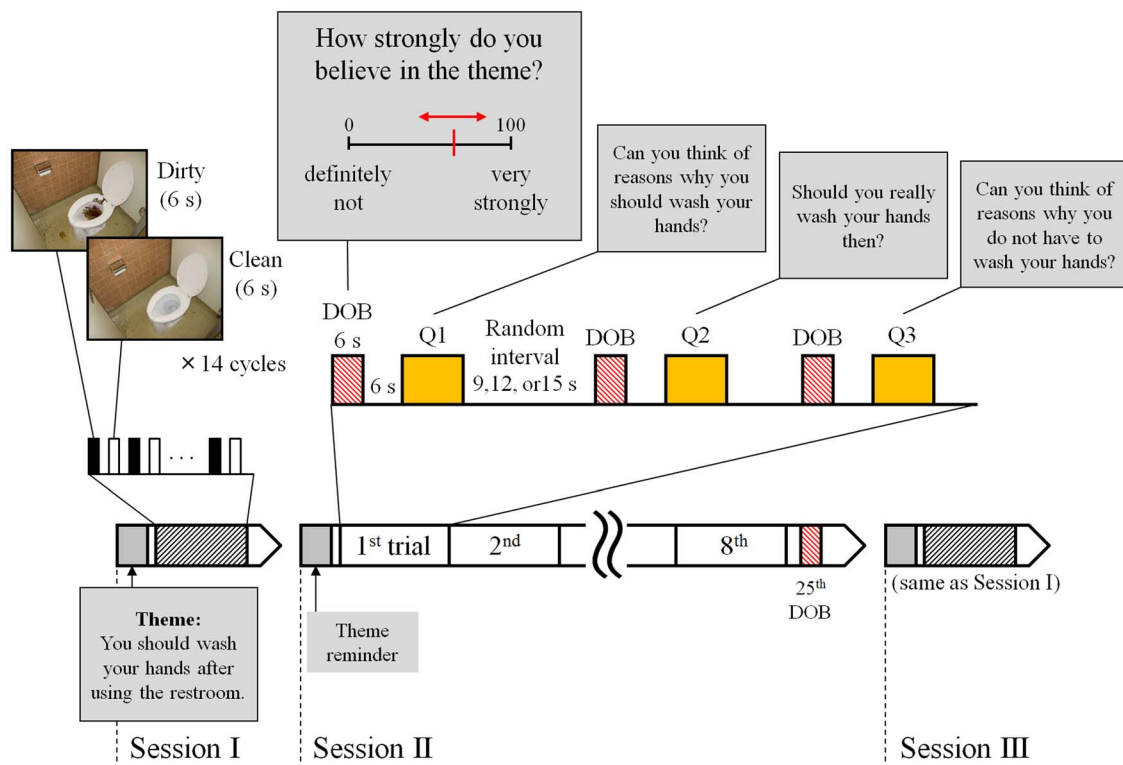 How strongly do you
believe in the theme?
0
100
definitely
not
very
strongly
Dirty
(6 s)
Clean
(6 s)
×14 cycles
Can you think of
reasons why you
should wash your
hands?
Should you really
wash your hands
then?
Can you think of
reasons why you
do not have to
wash your hands?
DOB
6 s
6 s
Q1
Random
interval
9,12, or15 s
DOB
Q2
DOB
Q3
. . .
1st trial
2nd
8th
25th
DOB
(same as Session I)
Theme:
You should wash
your hands after
using the restroom.
Theme
reminder
Session I
Session II
Session III